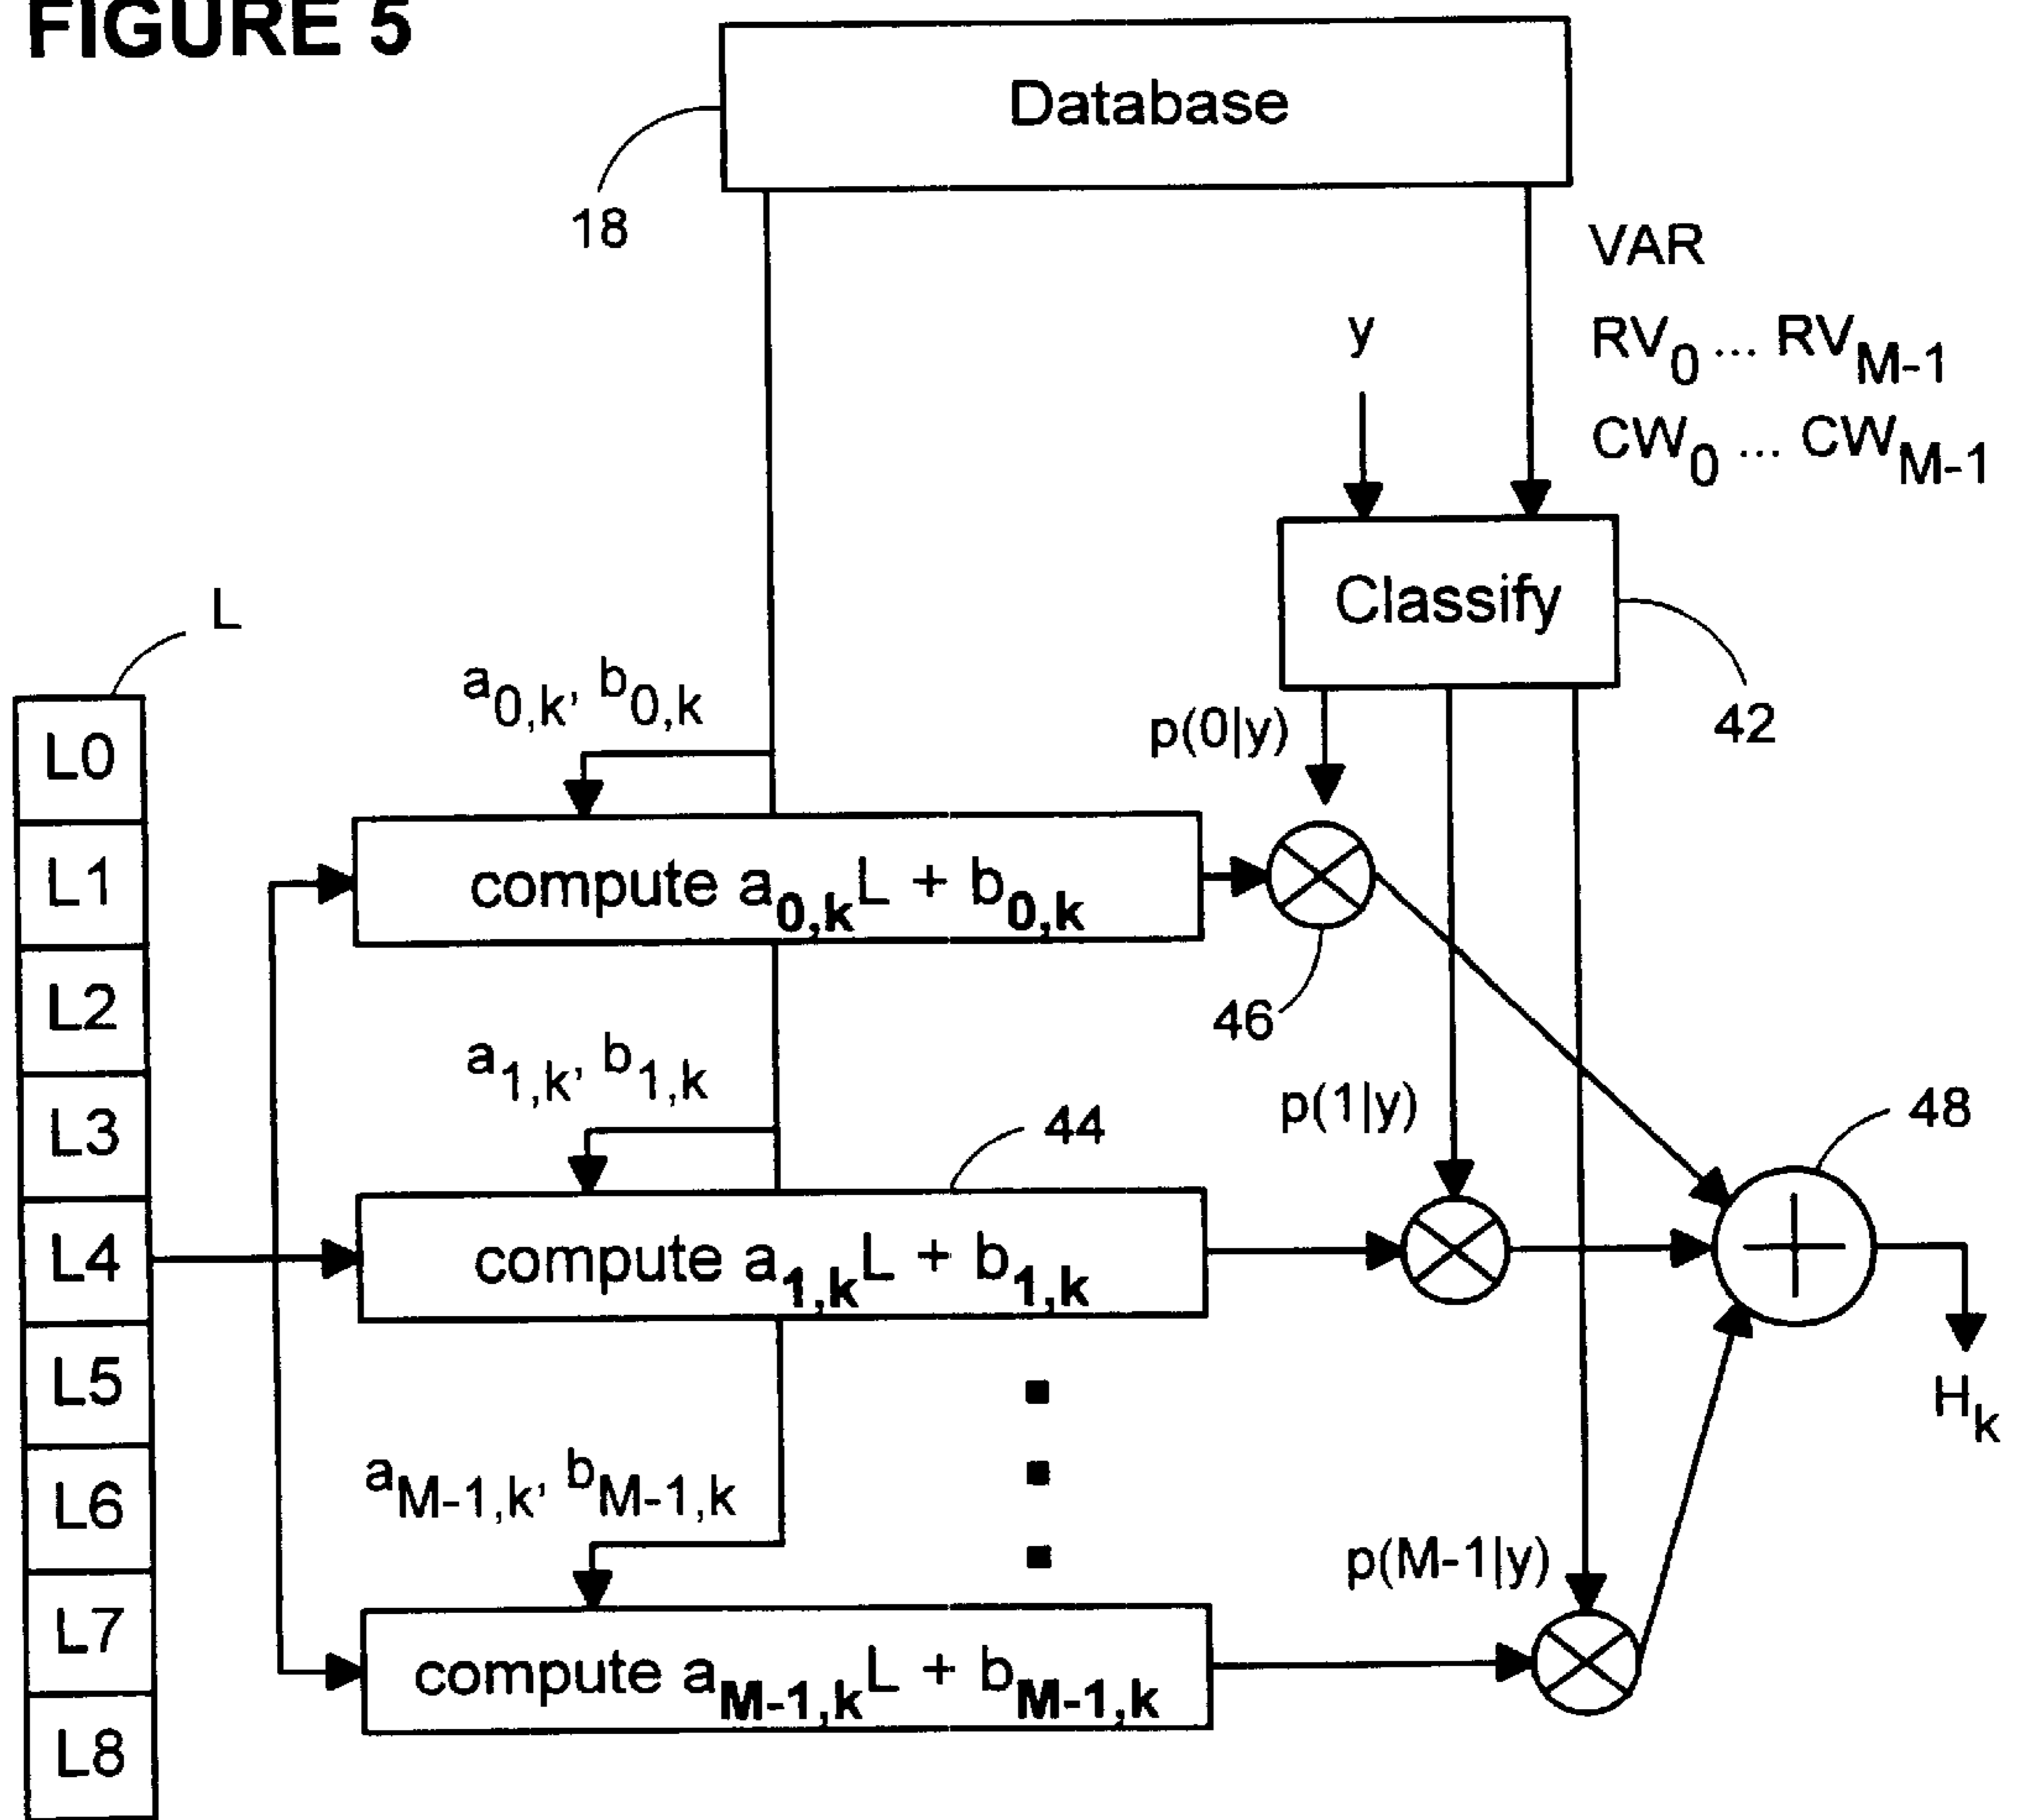 FIGURE 5
Database
18
VAR
y
RV0 ... RVM-1
CW0 ... CWM-1
Classify
42
L
a0,k, b0,k
p(0|y)
L0
L1
compute a0,kL + b0,k
46
L2
a1,k, b1,k
p(1|y)
L3
44
48
L4
compute a1,kL + b1,k
L5
Hk
L6
aM-1,k, bM-1,k
p(M-1|y)
L7
compute aM-1,kL + bM-1,k
L8